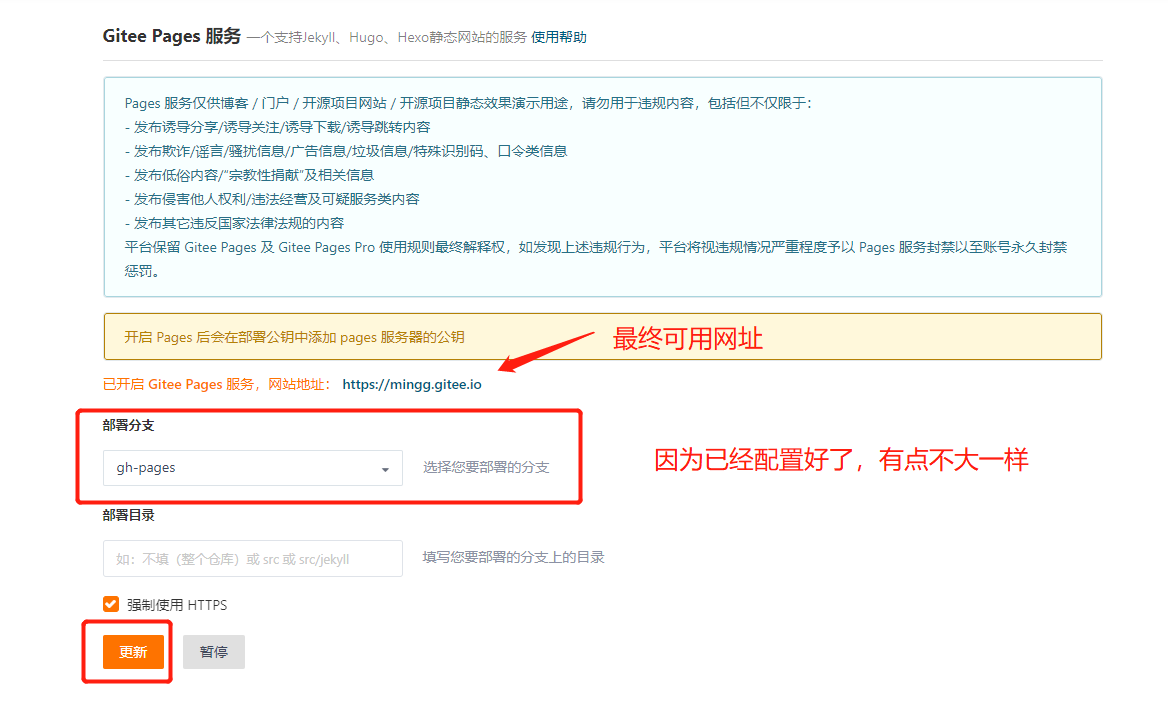 Gitee Pages 服务 一个支持Jekyll、Hugo、Hexo静态网站的服务 使用帮助
Pages 服务仅供博客 / 门户 / 开源项目网站 / 开源项目静态效果演示用途，请勿用于违规内容，包括但不仅限于：
- 发布诱导分享/诱导关注/诱导下载/诱导跳转内容
- 发布欺诈/谣言/骚扰信息/广告信息/垃圾信息/特殊识别码、口令类信息
- 发布低俗内容/“宗教性捐献”及相关信息
- 发布侵害他人权利/违法经营及可疑服务类内容
- 发布其它违反国家法律法规的内容
平台保留 Gitee Pages 及 Gitee Pages Pro 使用规则最终解释权，如发现上述违规行为，平台将视违规情况严重程度予以 Pages 服务封禁以至账号永久封禁
惩罚。
开启 Pages 后会在部署公钥中添加 pages 服务器的公钥
最终可用网址
已开启 Gitee Pages 服务，网站地址： https://mingg.gitee.io
部署分支
gh-pages 选择您要部署的分支
因为已经配置好了，有点不大一样
部署目录
如：不填（整个仓库）或 src 或 src/jekyll 填写您要部署的分支上的目录
强制使用 HTTPS
更新 暂停